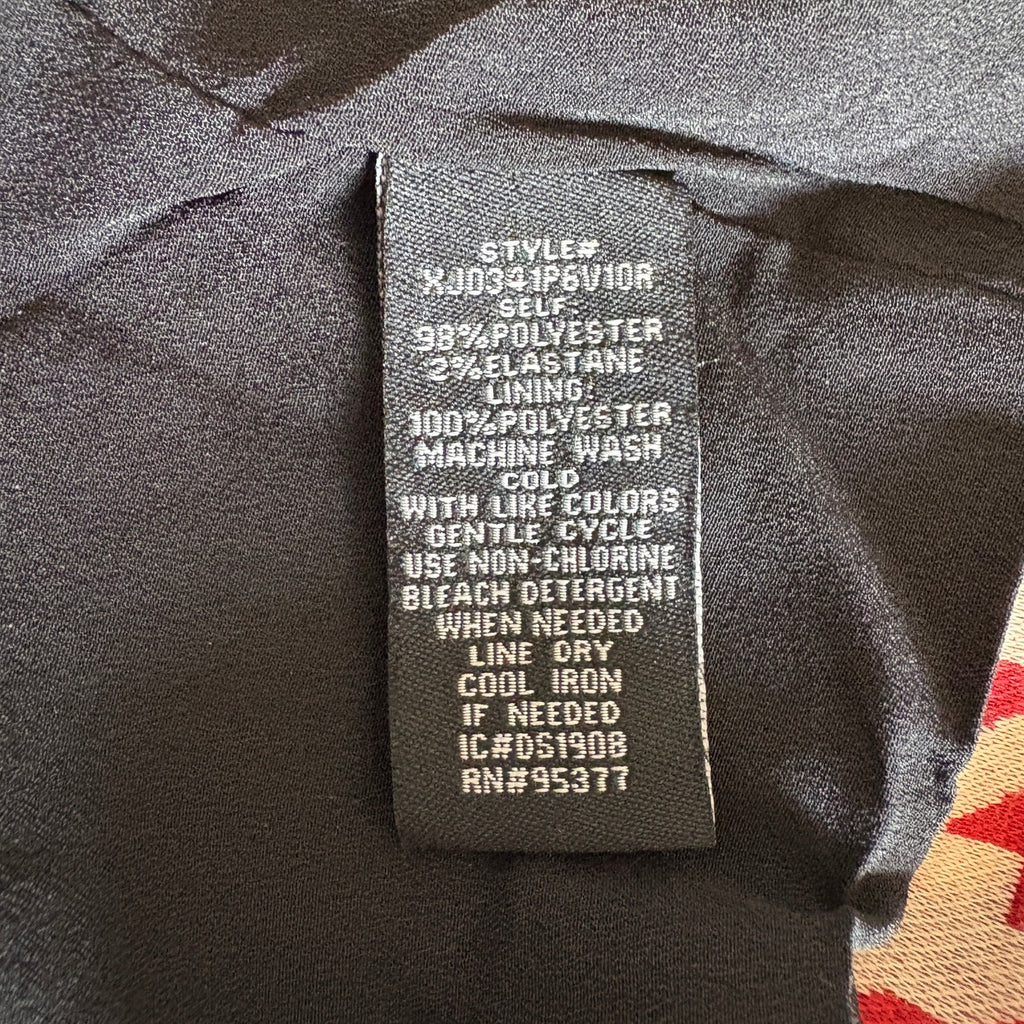 STYLE#
XJ0341P6V10R
SELF:
98%POLYESTER
2%ELASTANE
LINING:
100%POLYESTER
MACHINE WASH
COLD
WITH LIKE COLORS
GENTLE CYCLE
USE NON-CHLORINE
BLEACH DETERGENT
WHEN NEEDED
LINE DRY
COOL IRON
IF NEEDED
IC#DS1908
RN#95377